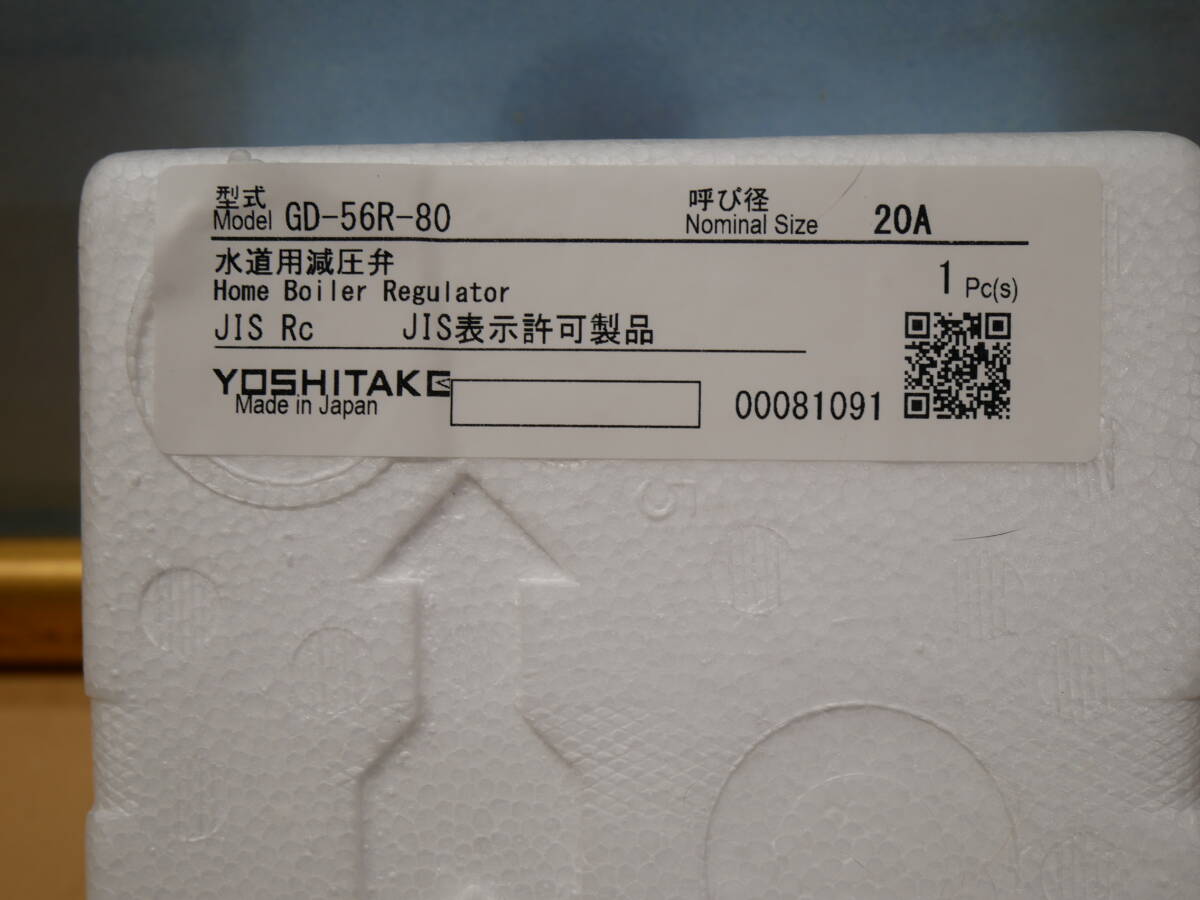 型式
Model GD-56R-80
呼び径
Nominal Size 20A
水道用減圧弁
Home Boiler Regulator
1 Pc(s)
JIS Rc JIS表示許可製品
YOSHITAKE
Made in Japan
00081091
5